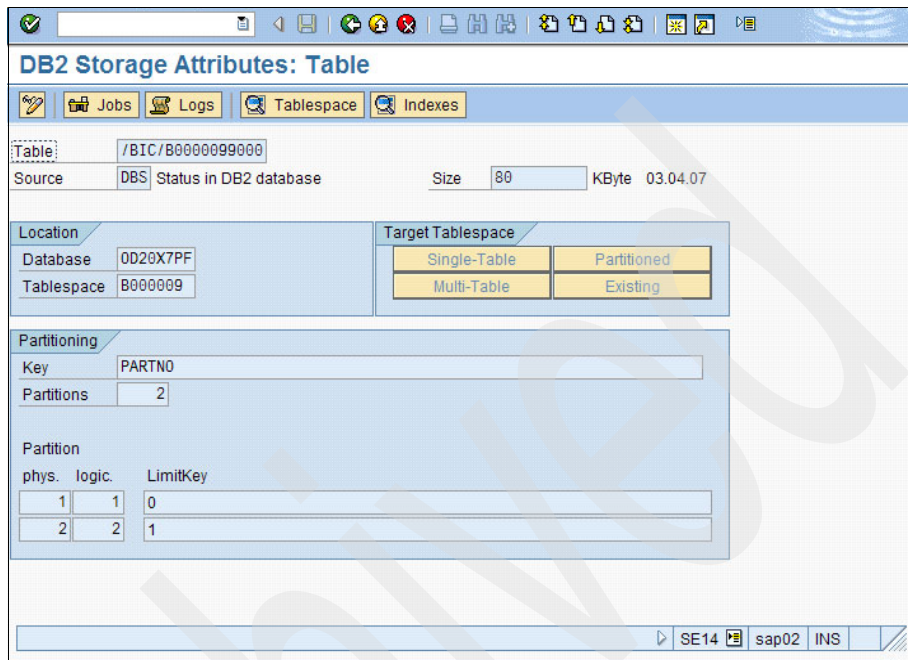 DB2 Storage Attributes: Table
Jobs Logs Tablespace Indexes
Table /BIC/B0000099000
Source DBS Status in DB2 database Size 80 KByte 03.04.07
Location
Database OD20X7PF
Tablespace B000009
Target Tablespace
Single-Table Partitioned
Multi-Table Existing
Partitioning
Key PARTNO
Partitions 2
Partition
phys. logic. LimitKey
1 1 0
2 2 1
SE14 sap02 INS